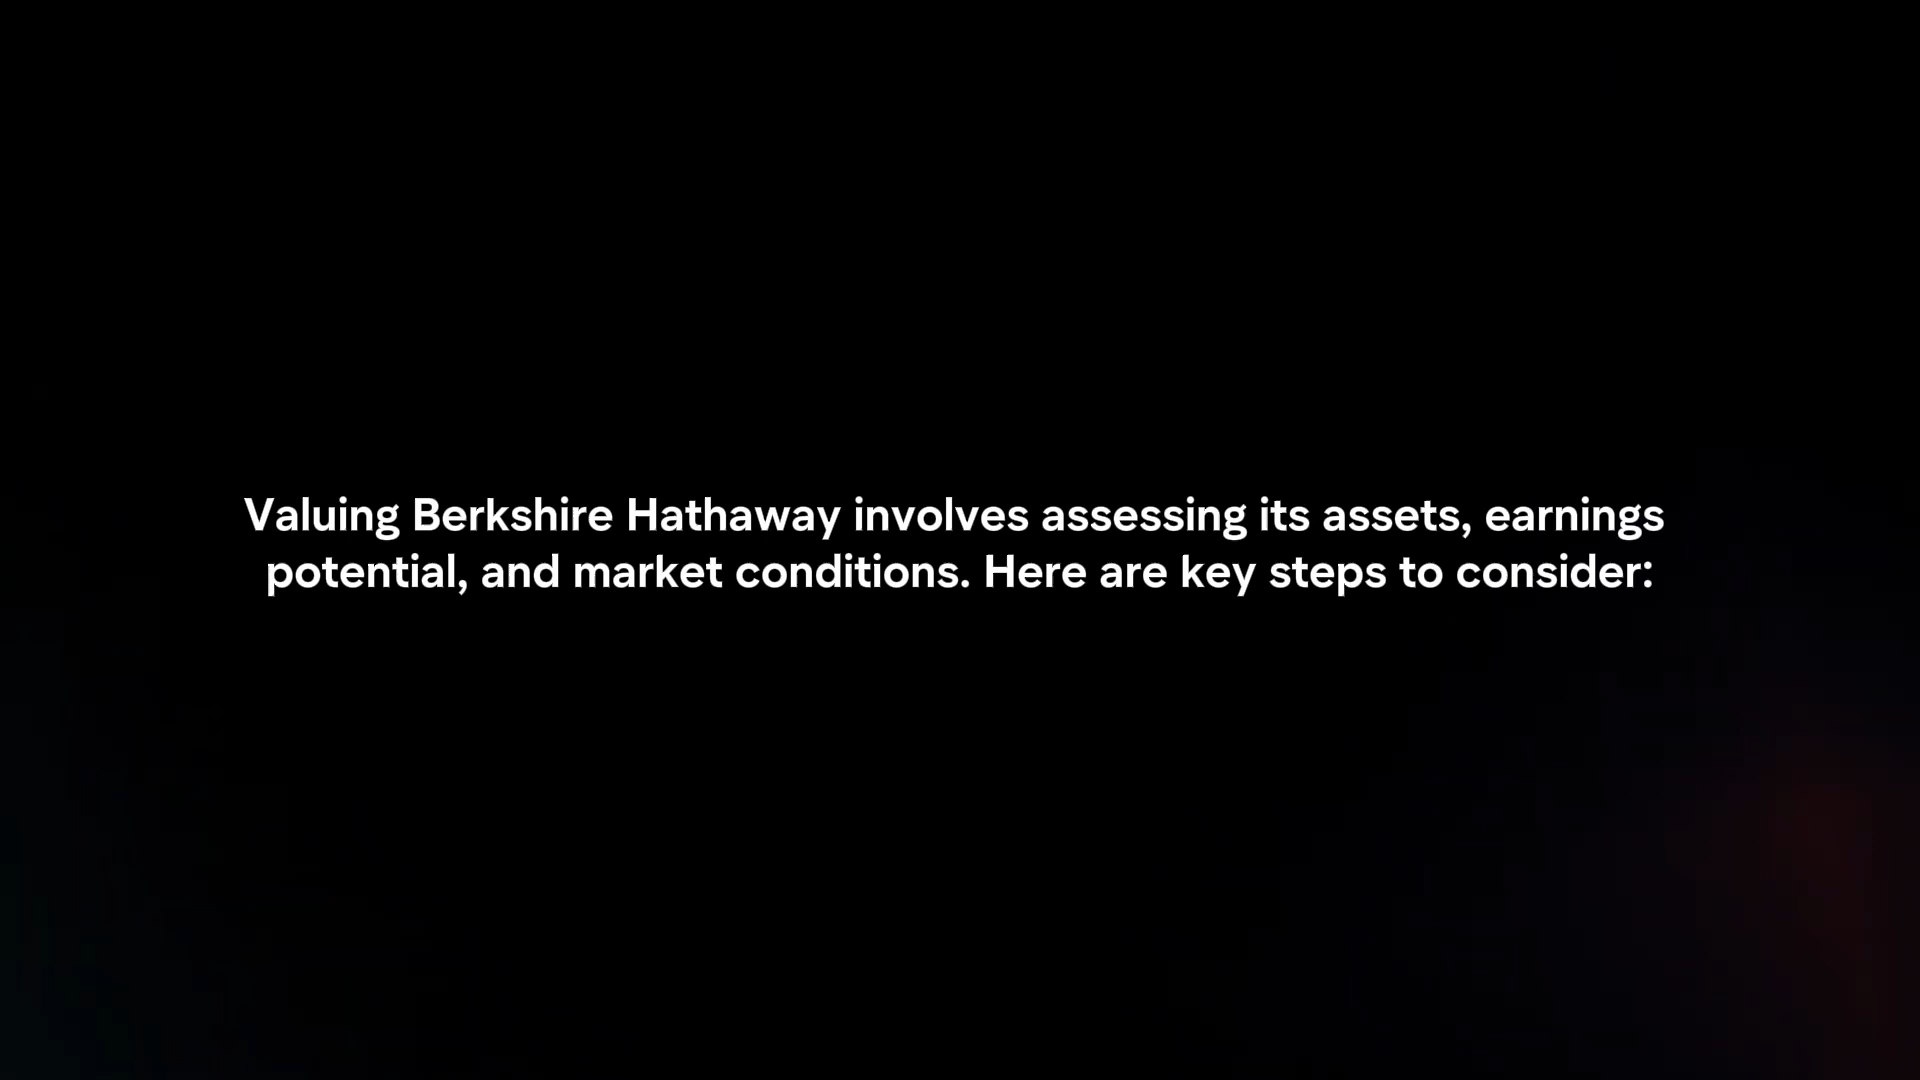 Valuing Berkshire Hathaway involves assessing its assets, earnings
potential, and market conditions. Here are key steps to consider: